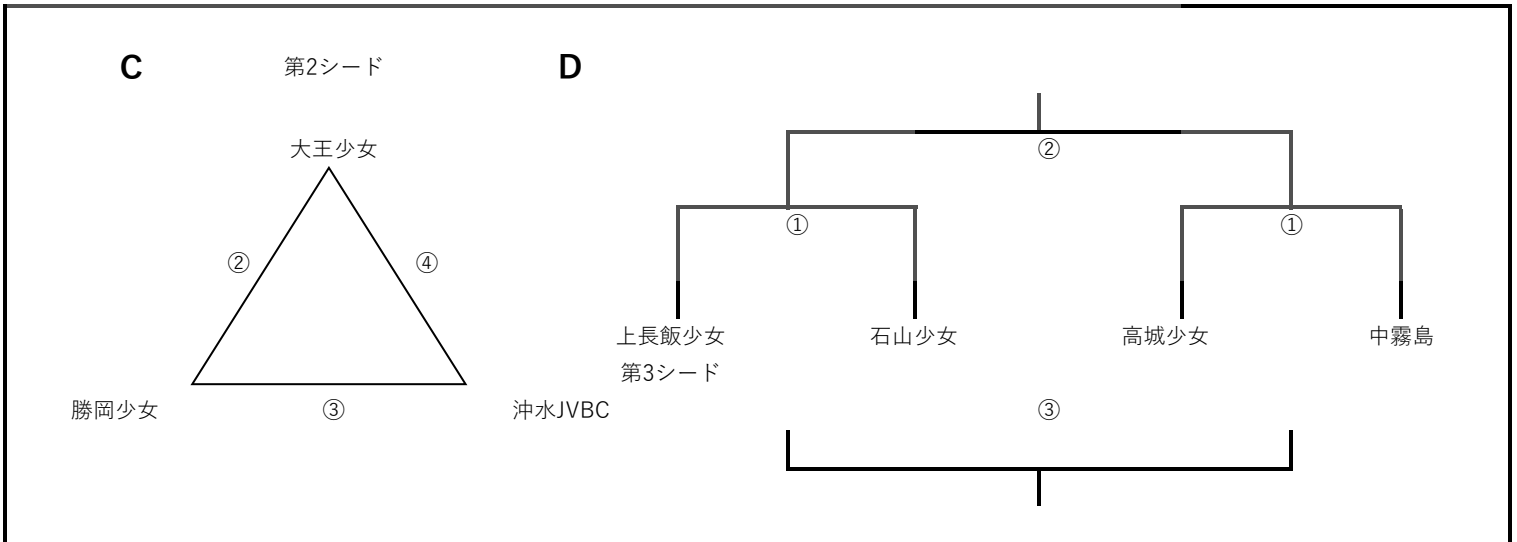 C
第2シード
D
大王少女
②
②
④
①
①
上長飯少女
石山少女
高城少女
中霧島
第3シード
勝岡少女
③
沖水JVBC
③